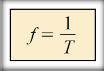 f = 1/T